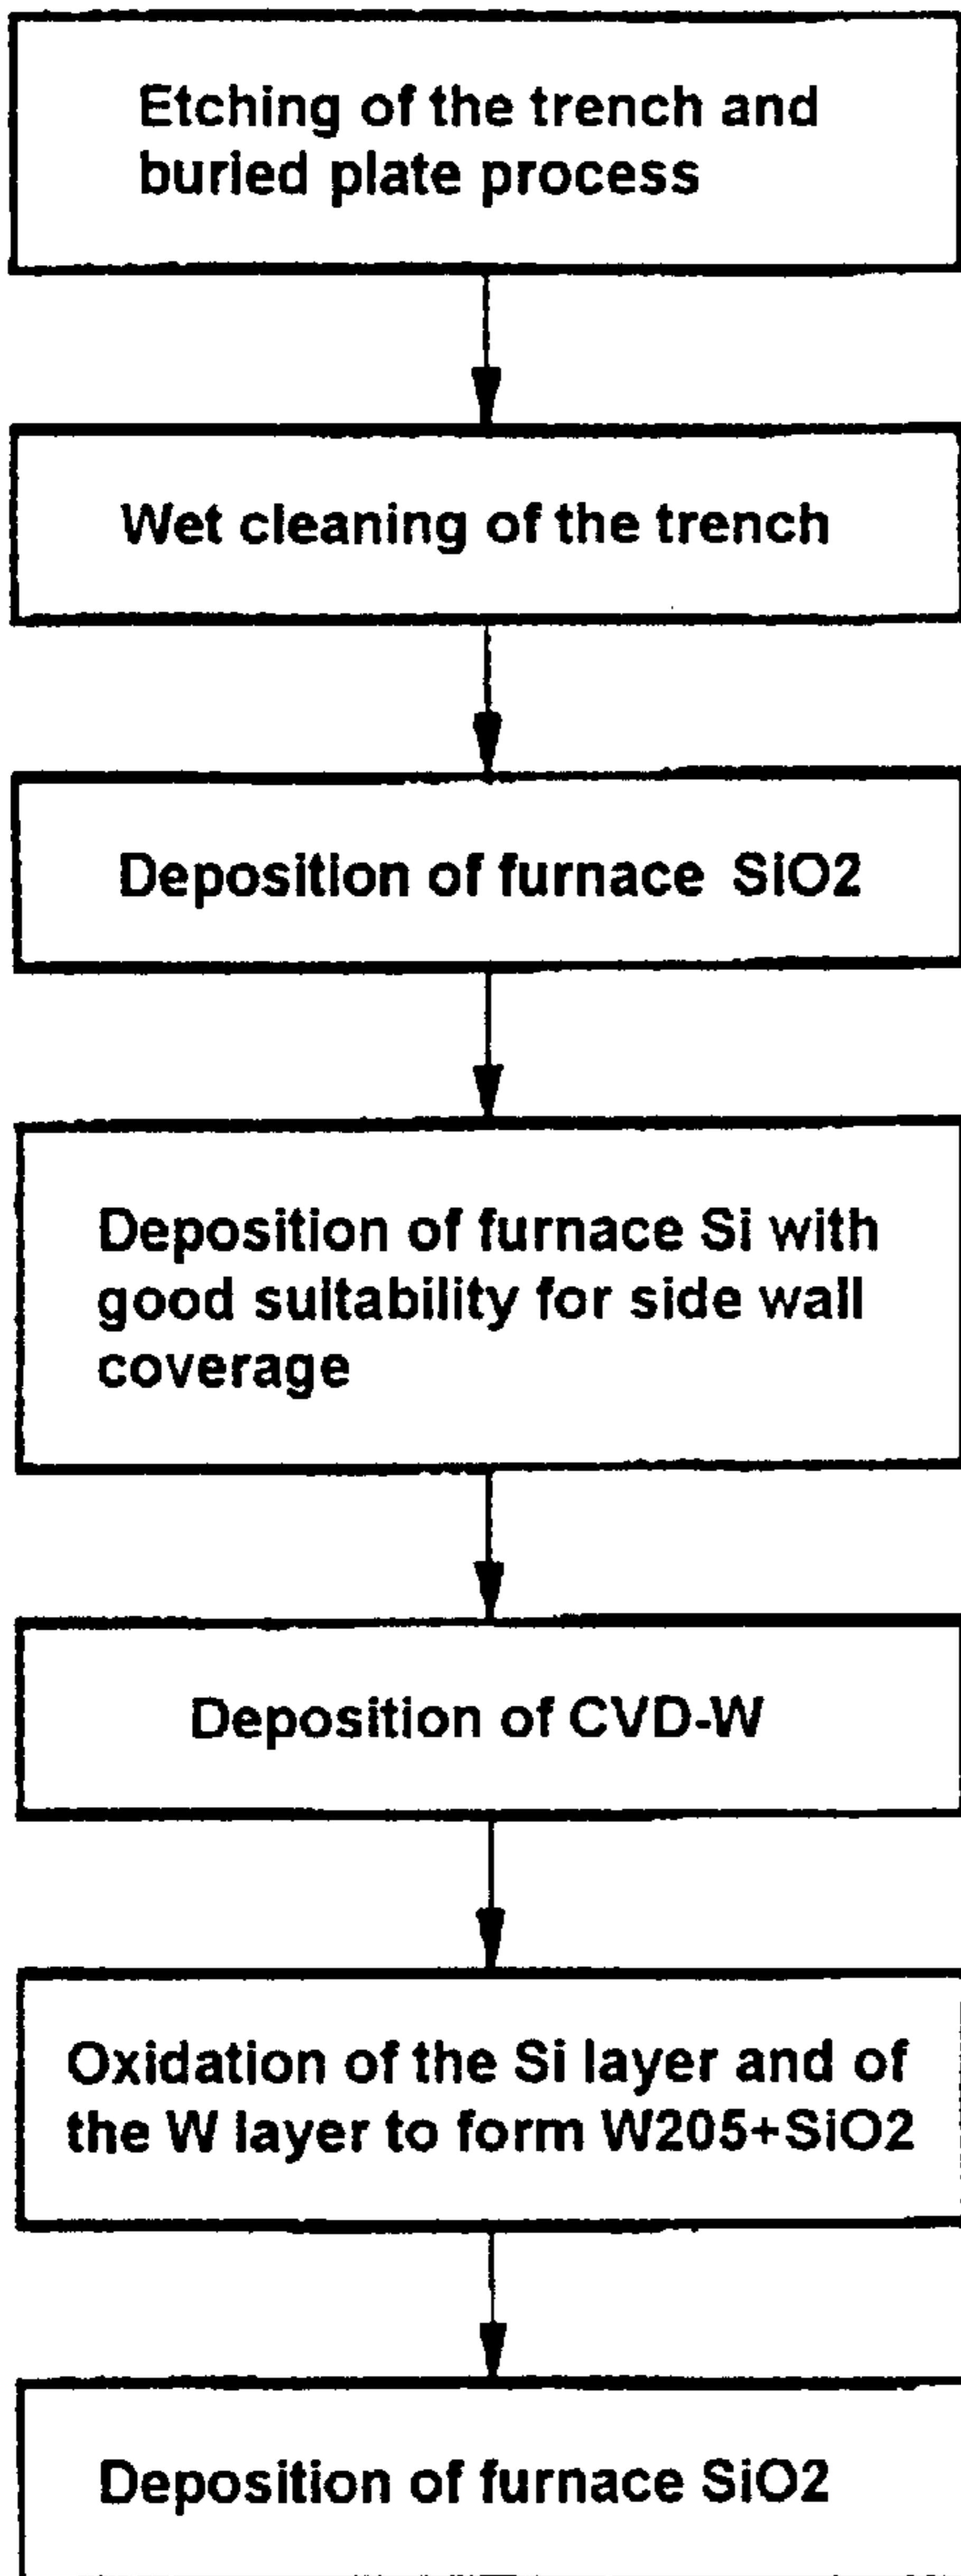 Etching of the trench and
buried plate process
Wet cleaning of the trench
Deposition of furnace SiO2
Deposition of furnace Si with
good suitability for side wall
coverage
Deposition of CVD-W
Oxidation of the Si layer and of
the W layer to form W205+SiO2
Deposition of furnace SiO2